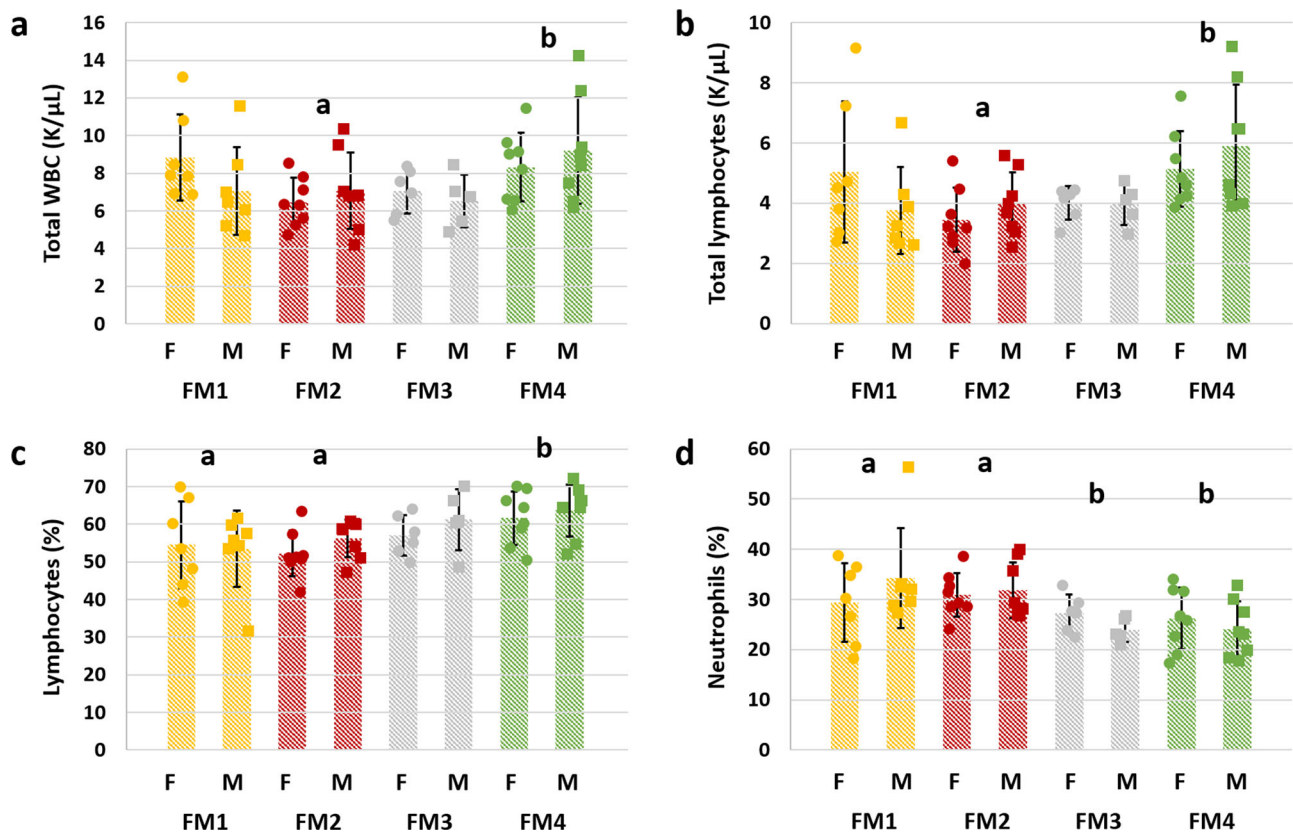 a
Total WBC (K/µL)
16
14
12
10
8
6
4
2
0
a
b
F M F M F M F M
FM1 FM2 FM3 FM4
b
Total lymphocytes (K/µL)
10
8
6
4
2
0
a
b
F M F M F M F M
FM1 FM2 FM3 FM4
c
Lymphocytes (%)
80
70
60
50
40
30
20
10
0
a a b
F M F M F M F M
FM1 FM2 FM3 FM4
d
Neutrophils (%)
60
50
40
30
20
10
0
a a
b b
F M F M F M F M
FM1 FM2 FM3 FM4